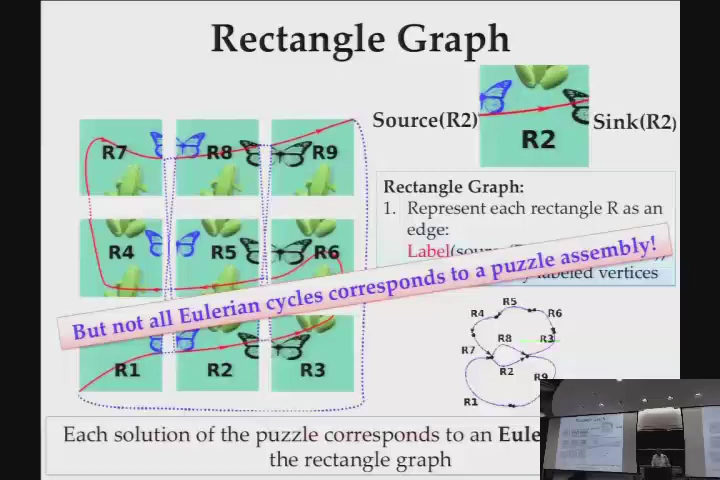 Rectangle Graph
Source(R2)
R2
Sink(R2)
R7
R8
R9
R4
R5
R6
R1
R2
R3
Rectangle Graph:
1. Represent each rectangle R as an
edge:
Label
labeled vertices
But not all Eulerian cycles corresponds to a puzzle assembly!
R5
R4
R6
R8
R3
R7
R2
R9
R1
Each solution of the puzzle corresponds to an
the rectangle graph